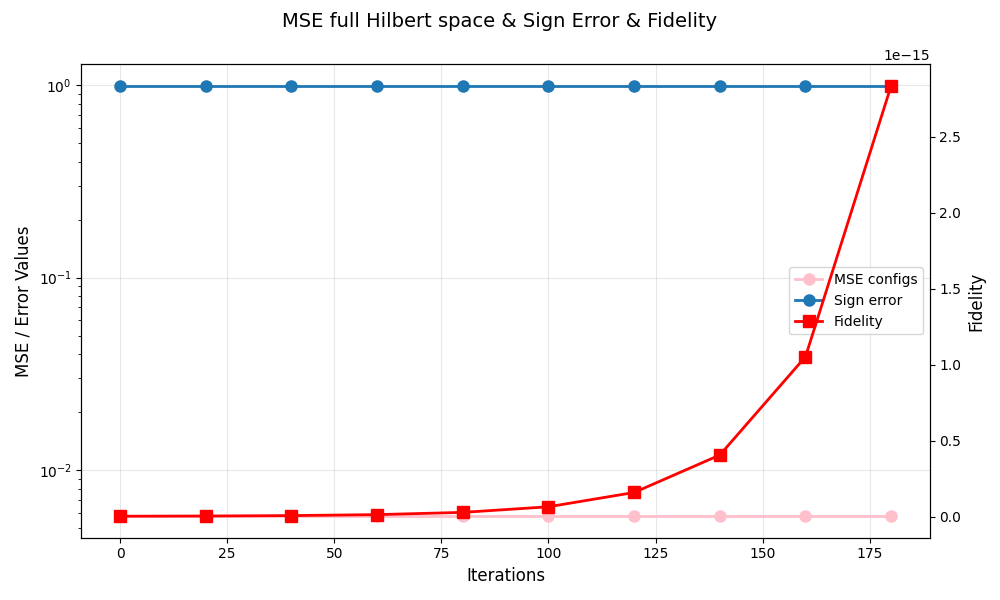 MSE full Hilbert space & Sign Error & Fidelity
1e−15
10⁰
10⁻¹
10⁻²
MSE / Error Values
2.5
2.0
1.5
1.0
0.5
0.0
Fidelity
MSE configs
Sign error
Fidelity
0 25 50 75 100 125 150 175
Iterations